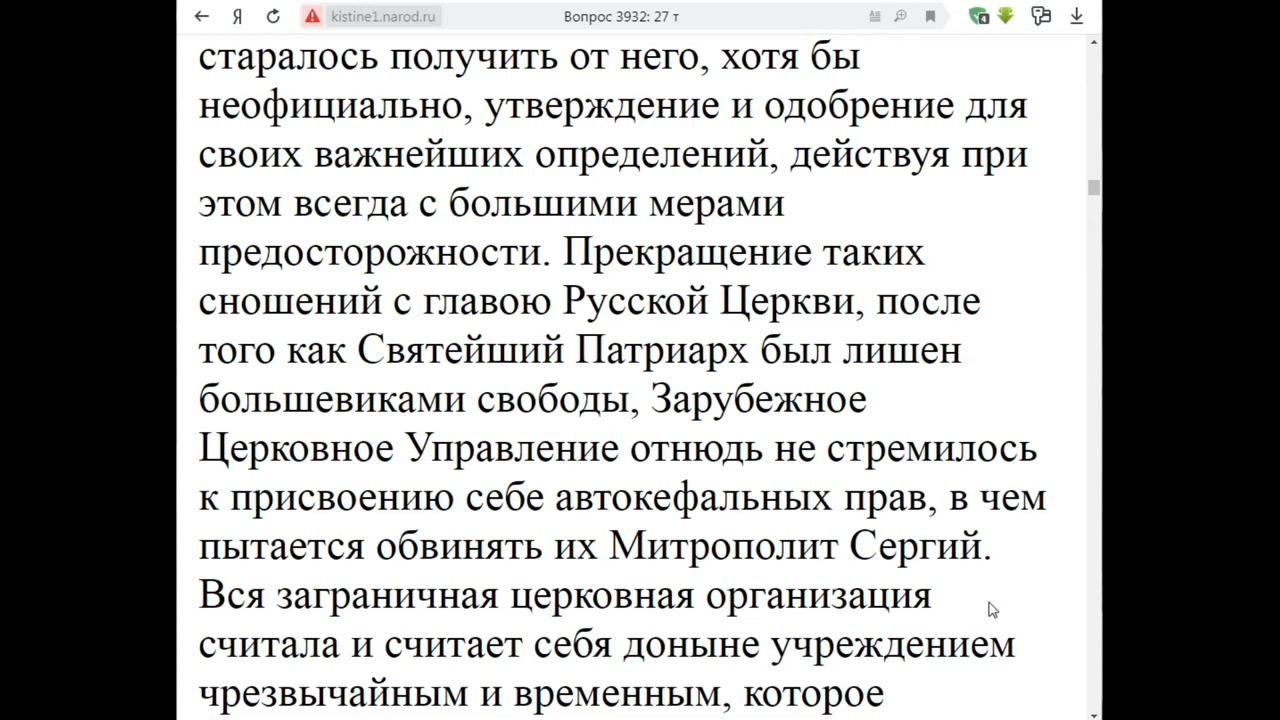 Я kistine1.narod.ru Вопрос 3932: 27 т 4
старалось получить от него, хотя бы
неофициально, утверждение и одобрение для
своих важнейших определений, действуя при
этом всегда с большими мерами
предосторожности. Прекращение таких
сношений с главою Русской Церкви, после
того как Святейший Патриарх был лишен
большевиками свободы, Зарубежное
Церковное Управление отнюдь не стремилось
к присвоению себе автокефальных прав, в чем
пытается обвинять их Митрополит Сергий.
Вся заграничная церковная организация
считала и считает себя доныне учреждением
чрезвычайным и временным, которое